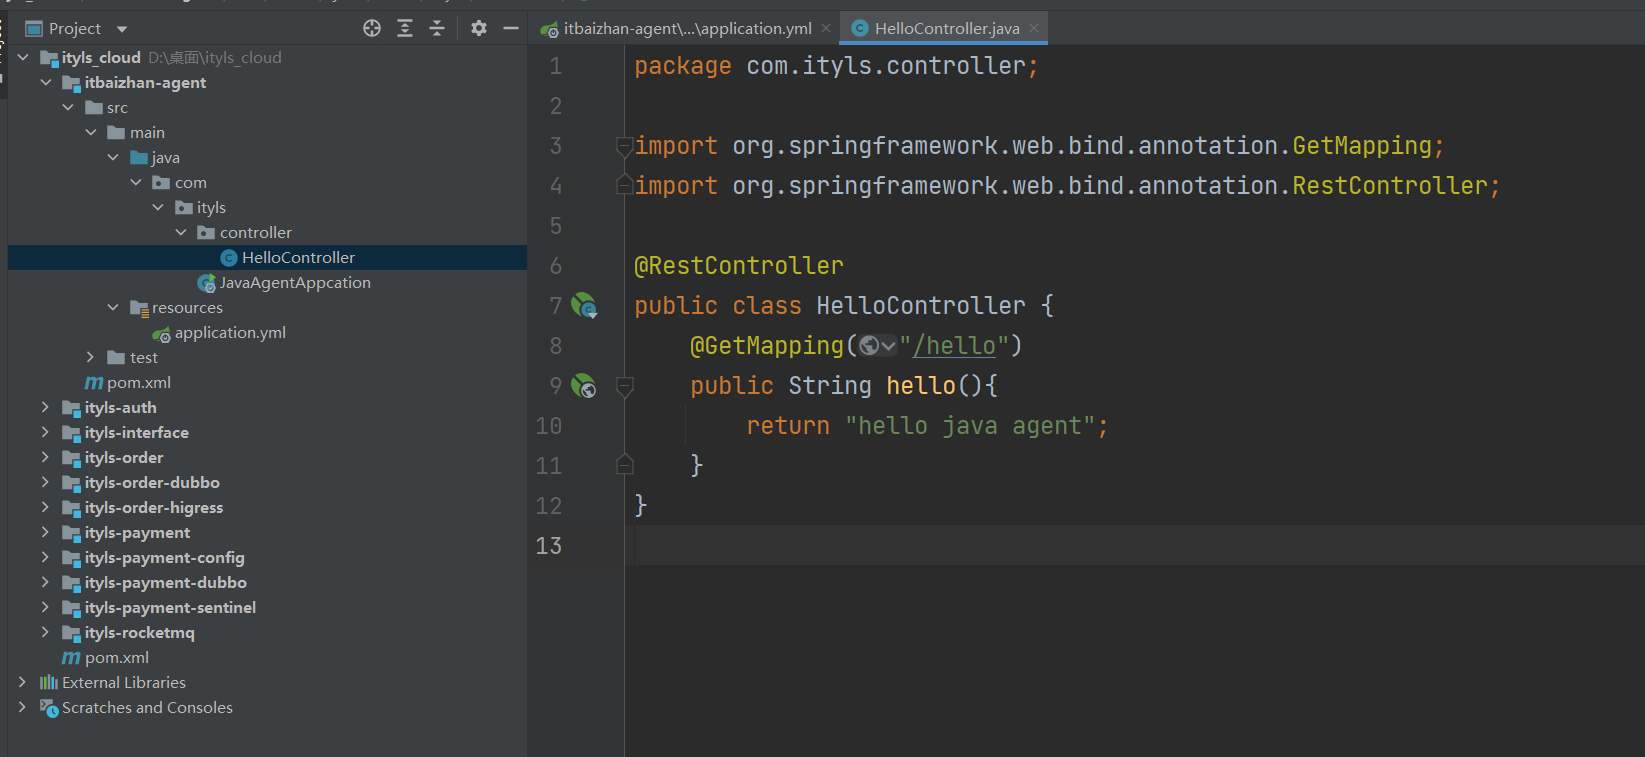 Project
ityls_cloud D:\桌面\ityls_cloud
itbaizhan-agent
src
main
java
com
ityls
controller
HelloController
JavaAgentAppcation
resources
application.yml
test
pom.xml
ityls-auth
ityls-interface
ityls-order
ityls-order-dubbo
ityls-order-higress
ityls-payment
ityls-payment-config
ityls-payment-dubbo
ityls-payment-sentinel
ityls-rocketmq
pom.xml
External Libraries
Scratches and Consoles
itbaizhan-agent\...\application.yml
HelloController.java
1 package com.ityls.controller;
2
3 import org.springframework.web.bind.annotation.GetMapping;
4 import org.springframework.web.bind.annotation.RestController;
5
6 @RestController
7 public class HelloController {
8 @GetMapping("/hello")
9 public String hello(){
10 return "hello java agent";
11 }
12 }
13